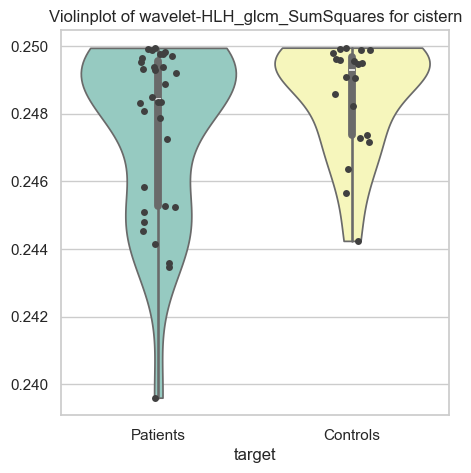 Violinplot of wavelet-HLH_glcm_SumSquares for cistern
0.250
0.248
0.246
0.244
0.242
0.240
Patients
Controls
target